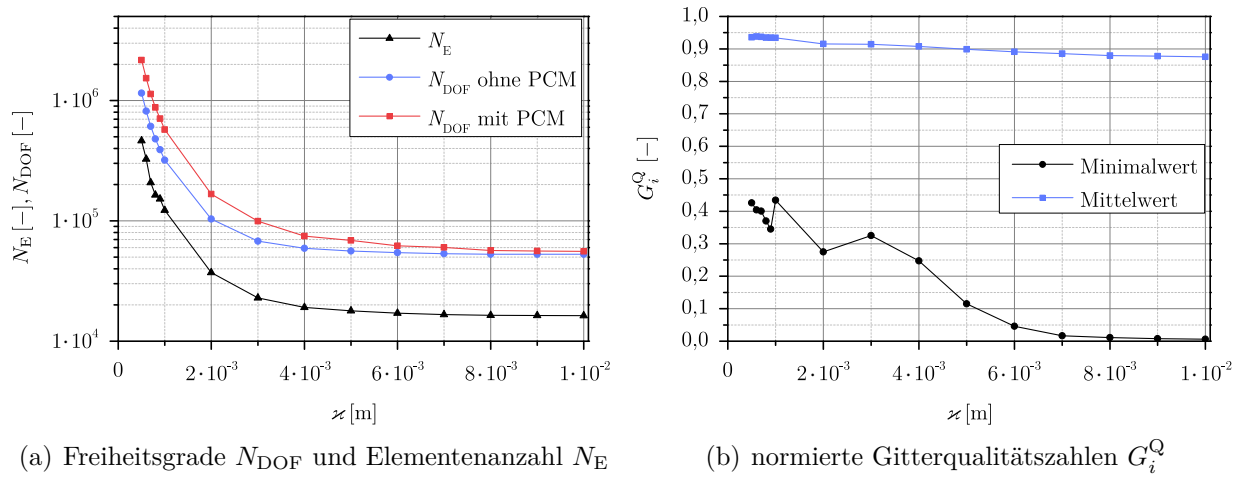 N_E [−], N_DOF [−]
1·10^6
1·10^5
1·10^4
0
2·10^-3
4·10^-3
6·10^-3
8·10^-3
1·10^-2
ϰ [m]
N_E
N_DOF ohne PCM
N_DOF mit PCM
(a) Freiheitsgrade N_DOF und Elementenanzahl N_E
G_i^Q [−]
1,0
0,9
0,8
0,7
0,6
0,5
0,4
0,3
0,2
0,1
0,0
0
2·10^-3
4·10^-3
6·10^-3
8·10^-3
1·10^-2
ϰ [m]
Minimalwert
Mittelwert
(b) normierte Gitterqualitätszahlen G_i^Q